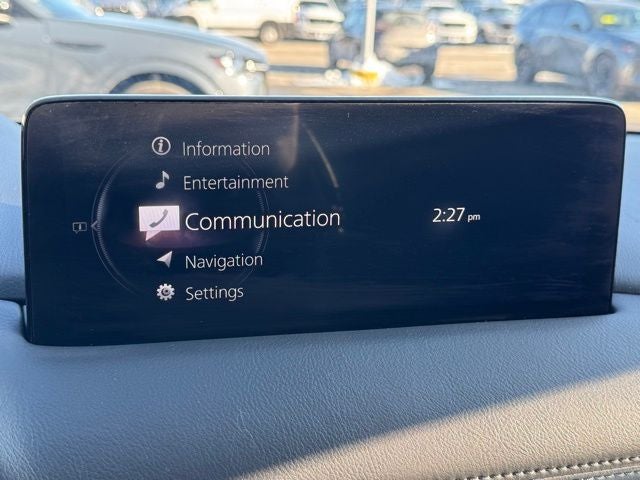 Information
Entertainment
Communication
2:27 pm
Navigation
Settings